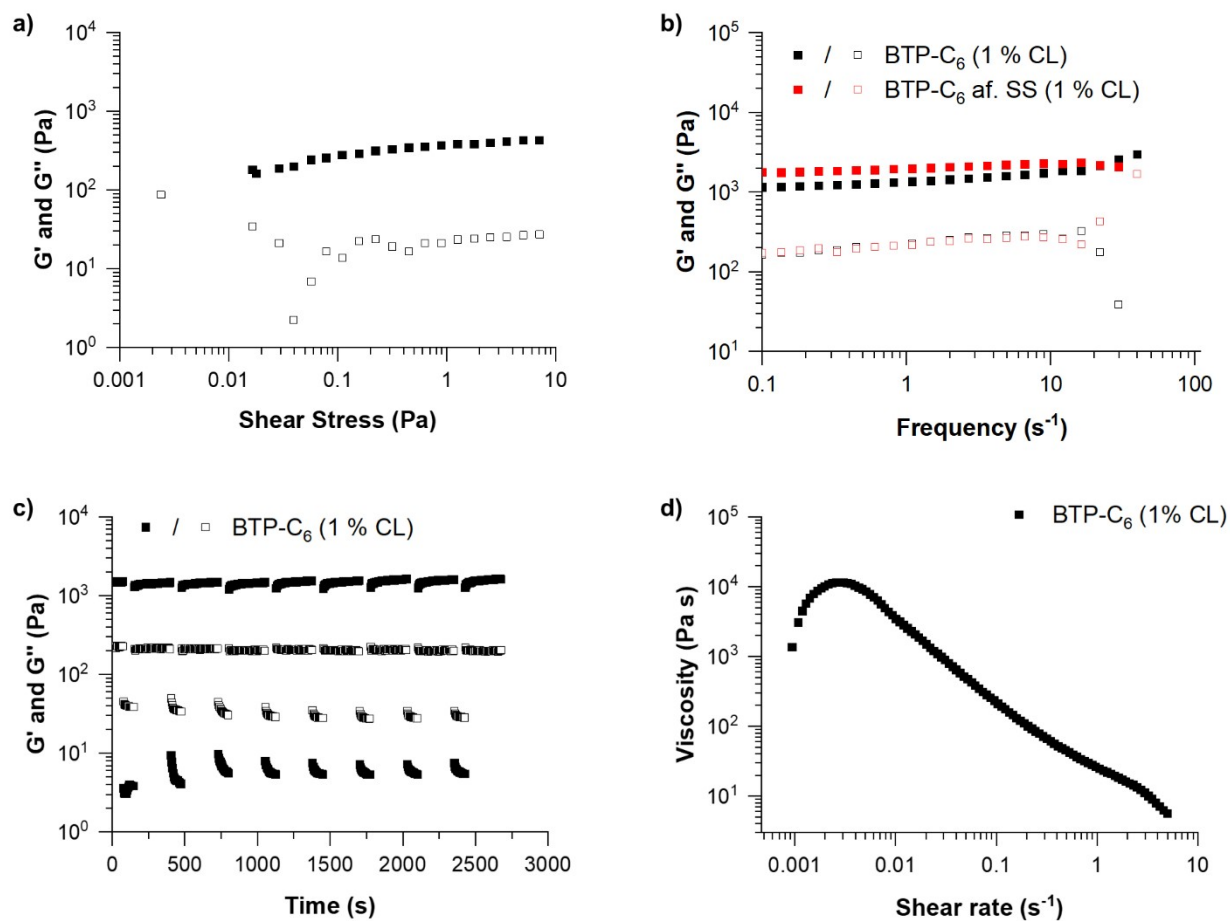 a)
10⁴
10³
10²
10¹
10⁰
G' and G" (Pa)
0.001
0.01
0.1
1
10
Shear Stress (Pa)
b)
/ BTP-C₆ (1 % CL)
/ BTP-C₆ af. SS (1 % CL)
10⁵
10⁴
10³
10²
10¹
G' and G" (Pa)
0.1
1
10
100
Frequency (s⁻¹)
c)
/ BTP-C₆ (1 % CL)
10⁴
10³
10²
10¹
10⁰
G' and G" (Pa)
0
500
1000
1500
2000
2500
3000
Time (s)
d)
BTP-C₆ (1% CL)
10⁵
10⁴
10³
10²
10¹
Viscosity (Pa s)
0.001
0.01
0.1
1
10
Shear rate (s⁻¹)